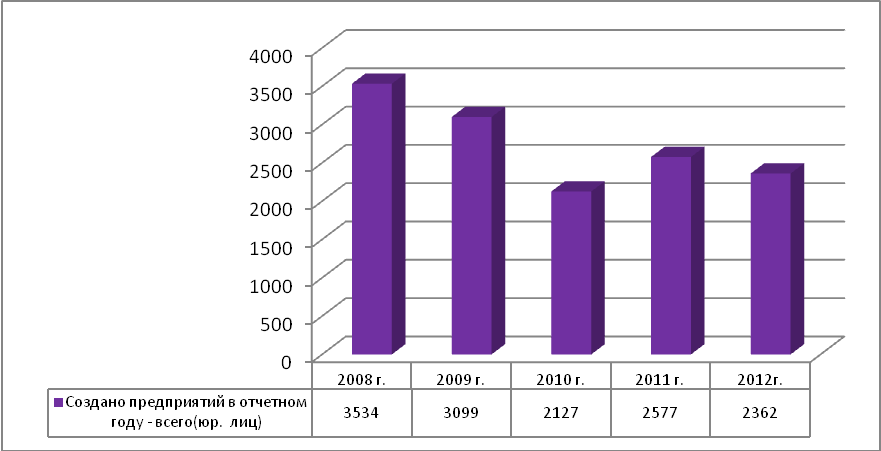 4000
3500
3000
2500
2000
1500
1000
500
0
2008 г. 2009 г. 2010 г. 2011 г. 2012г.
Создано предприятий в отчетном
году - всего(юр. лиц)
3534 3099 2127 2577 2362